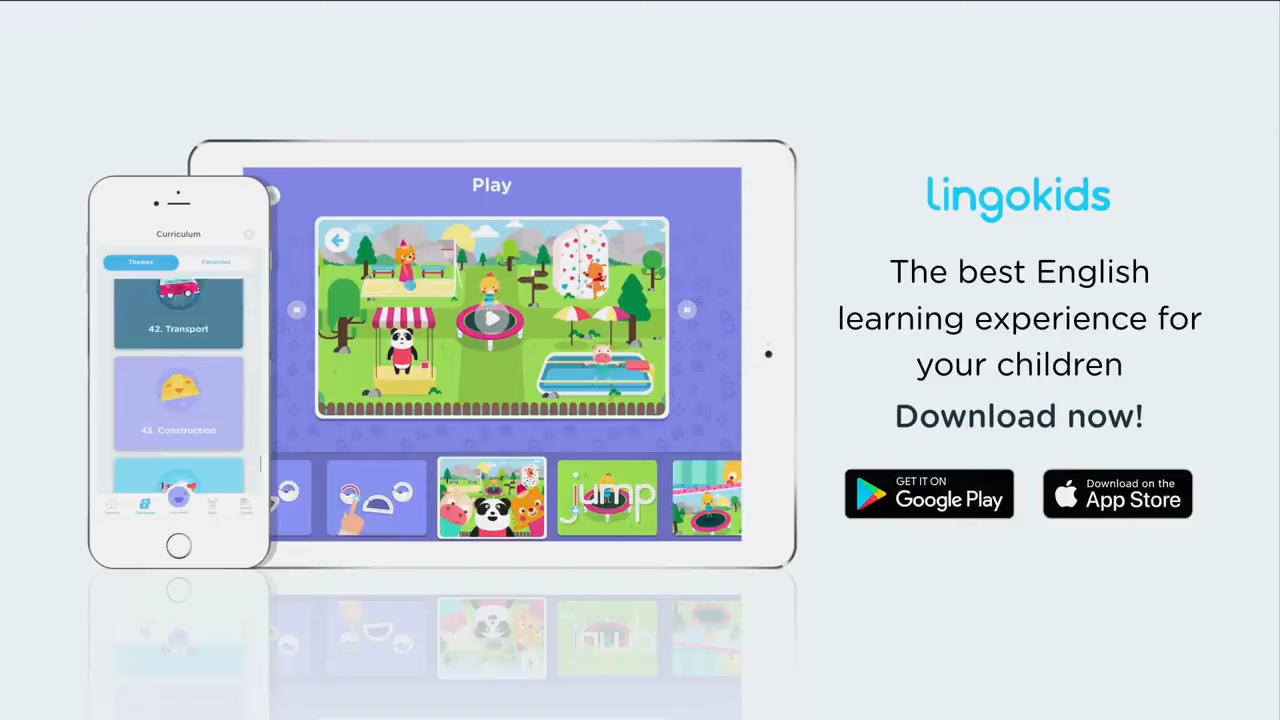 Curriculum
Themes
Favorites
42. Transport
43. Construction
Play
jump
lingokids
The best English
learning experience for
your children
Download now!
GET IT ON
Google Play
Download on the
App Store